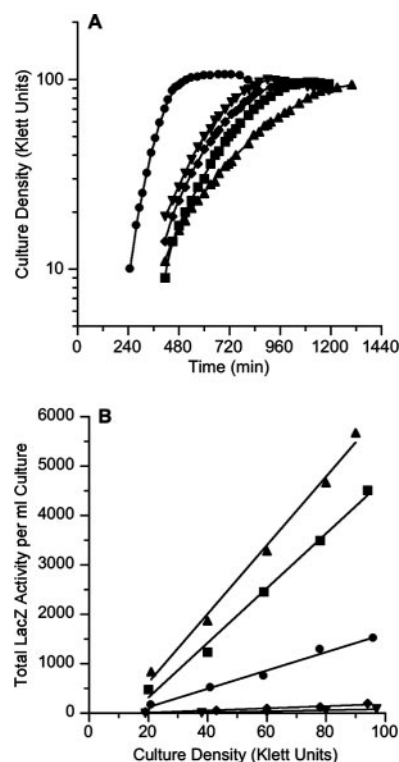 A
Culture Density (Klett Units)
100
10
0 240 480 720 960 1200 1440
Time (min)
B
Total LacZ Activity per ml Culture
6000
5000
4000
3000
2000
1000
0
0 20 40 60 80 100
Culture Density (Klett Units)